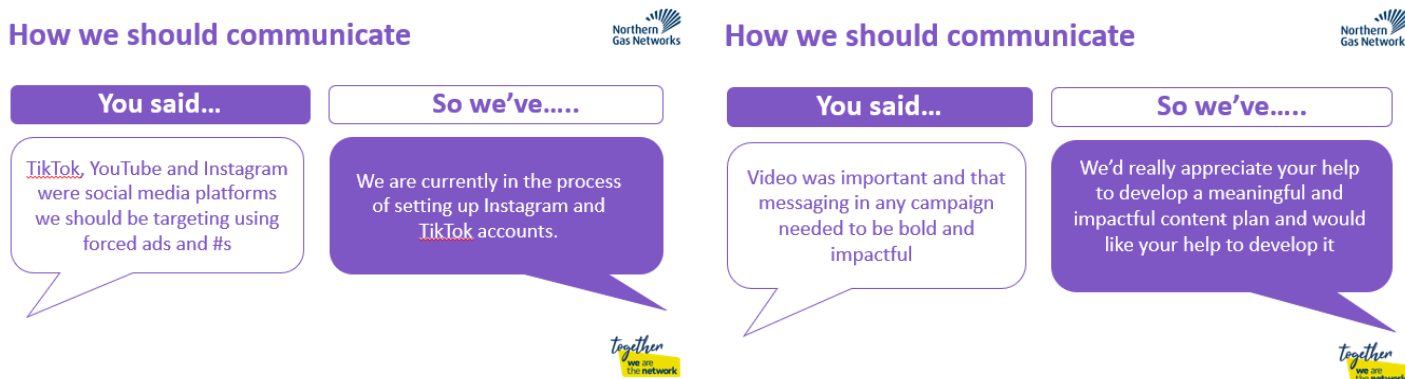 How we should communicate
Northern
Gas Networks
You said...
So we've.....
TikTok, YouTube and Instagram
were social media platforms
we should be targeting using
forced ads and #s
We are currently in the process
of setting up Instagram and
TikTok accounts.
together
we are
the network
How we should communicate
Northern
Gas Network
You said...
So we've.....
Video was important and that
messaging in any campaign
needed to be bold and
impactful
We'd really appreciate your help
to develop a meaningful and
impactful content plan and would
like your help to develop it
together
we are
the network